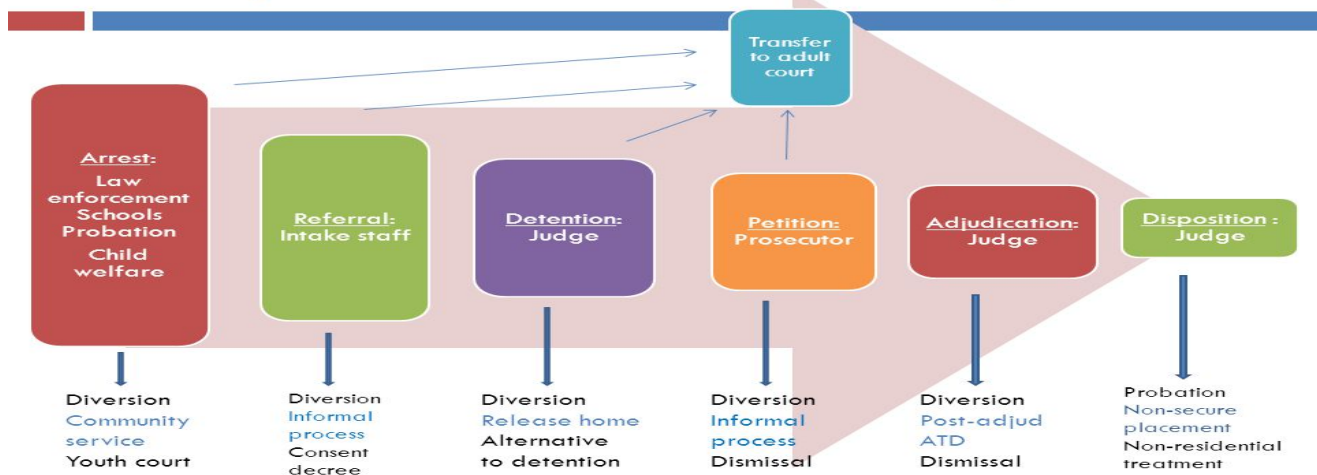 Transfer
to adult
court
Arrest:
Law
enforcement
Schools
Probation
Child
welfare
Referral:
Intake staff
Detention:
Judge
Petition:
Prosecutor
Adjudication:
Judge
Disposition :
Judge
Diversion
Community
service
Youth court
Diversion
Informal
process
Consent
decree
Diversion
Release home
Alternative
to detention
Diversion
Informal
process
Dismissal
Diversion
Post-adjud
ATD
Dismissal
Probation
Non-secure
placement
Non-residential
treatment